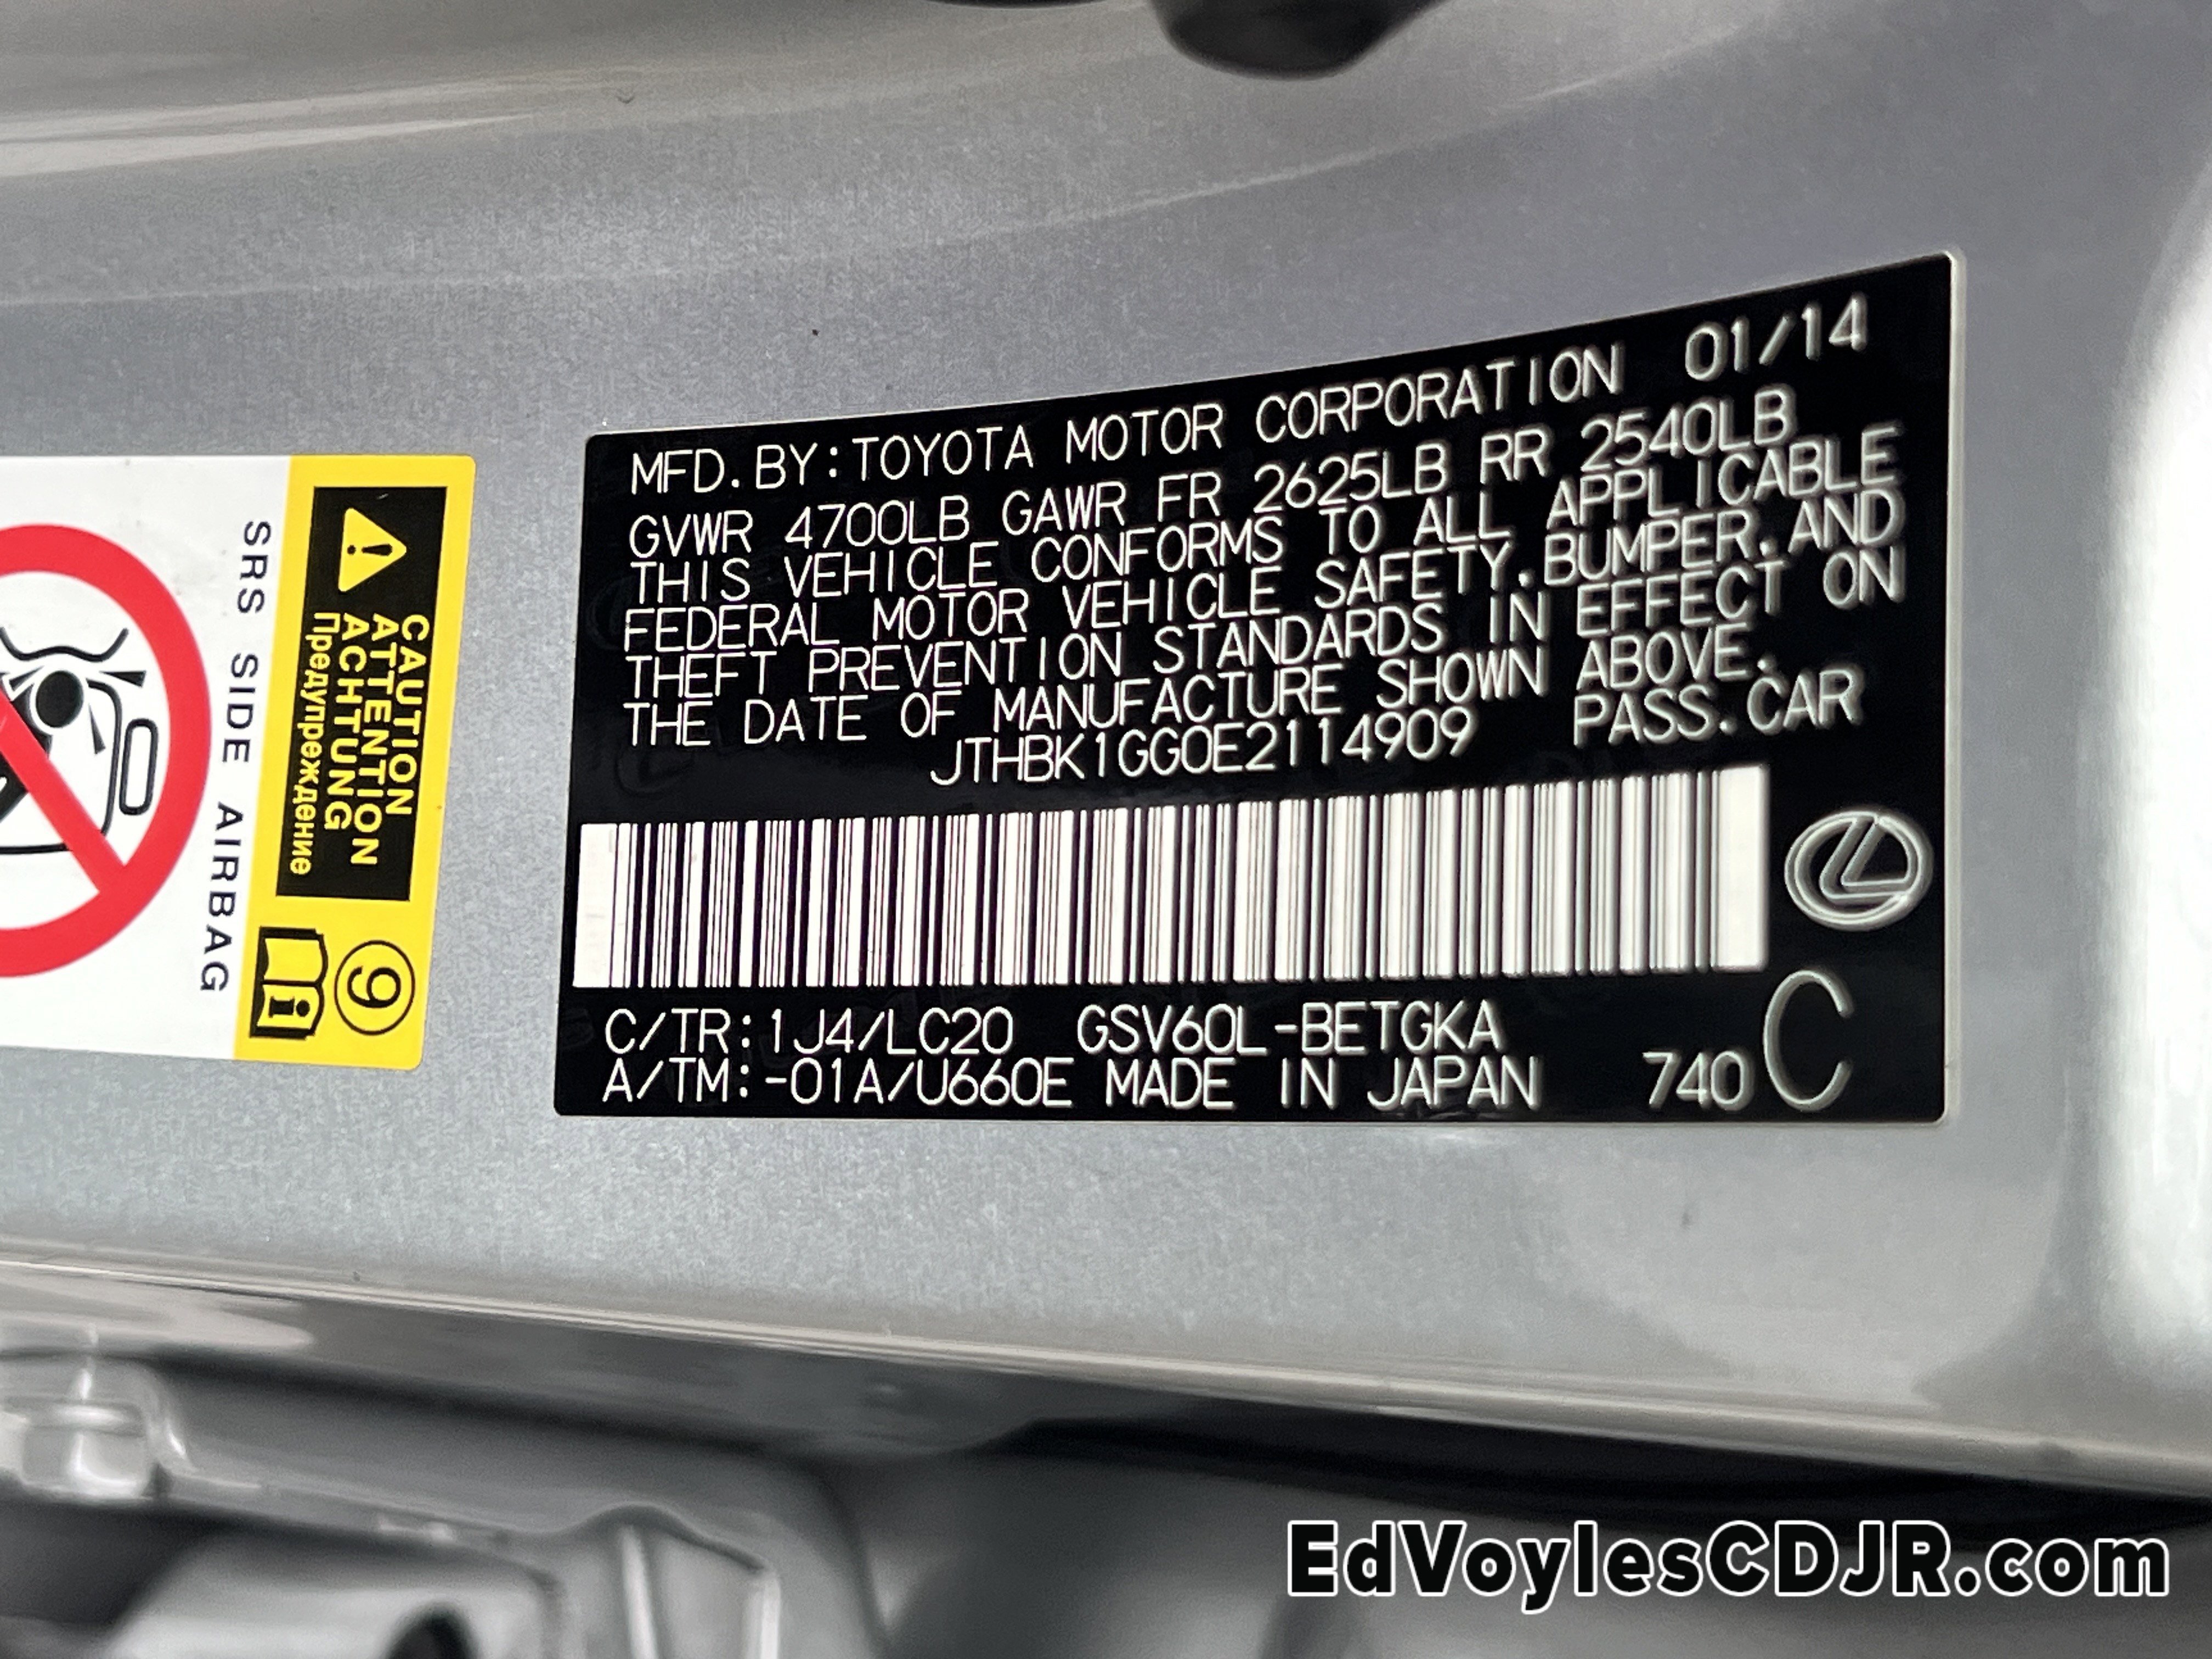 MFD.BY:TOYOTA MOTOR CORPORATION 01/14
GVWR 4700LB GAWR FR 2625LB RR 2540LB
THIS VEHICLE CONFORMS TO ALL APPLICABLE
FEDERAL MOTOR VEHICLE SAFETY.BUMPER.AND
THEFT PREVENTION STANDARDS IN EFFECT ON
THE DATE OF MANUFACTURE SHOWN ABOVE.
JTHBK1GG0E2114909 PASS.CAR
C/TR:1J4/LC20 GSV60L-BETGKA
A/TM:-01A/U660E MADE IN JAPAN 740 C
CAUTION
ATTENTION
ACHTUNG
Предупреждение
9
i
SRS SIDE AIRBAG
EdVoylesCDJR.com